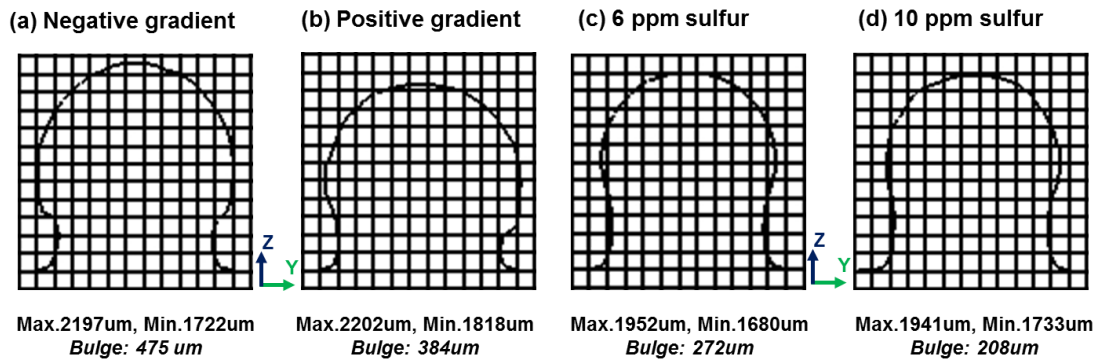 (a) Negative gradient
(b) Positive gradient
(c) 6 ppm sulfur
(d) 10 ppm sulfur
Z
Y
Z
Y
Max.2197um, Min.1722um
Bulge: 475 um
Max.2202um, Min.1818um
Bulge: 384um
Max.1952um, Min.1680um
Bulge: 272um
Max.1941um, Min.1733um
Bulge: 208um